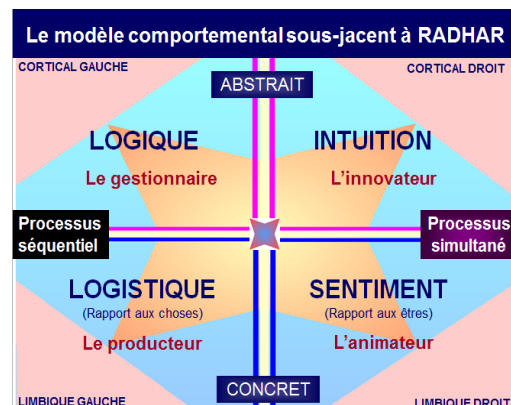 Le modèle comportemental sous-jacent à RADHAR
CORTICAL GAUCHE
CORTICAL DROIT
ABSTRAIT
LOGIQUE
INTUITION
Le gestionnaire
L'innovateur
Processus
séquentiel
Processus
simultané
LOGISTIQUE
SENTIMENT
(Rapport aux choses)
(Rapport aux êtres)
Le producteur
L'animateur
CONCRET
LIMBIQUE GAUCHE
LIMBIQUE DROIT